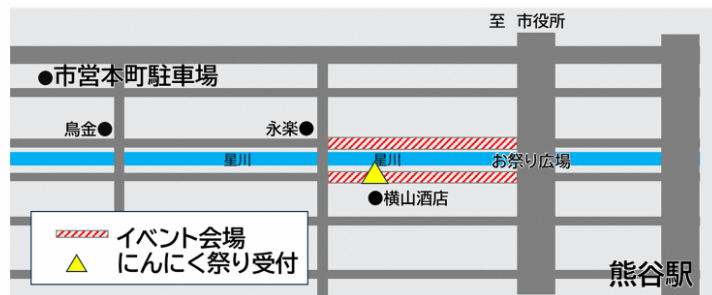 至 市役所
●市営本町駐車場
鳥金●
永楽●
星川
星川
お祭り広場
●横山酒店
イベント会場
にんにく祭り受付
熊谷駅